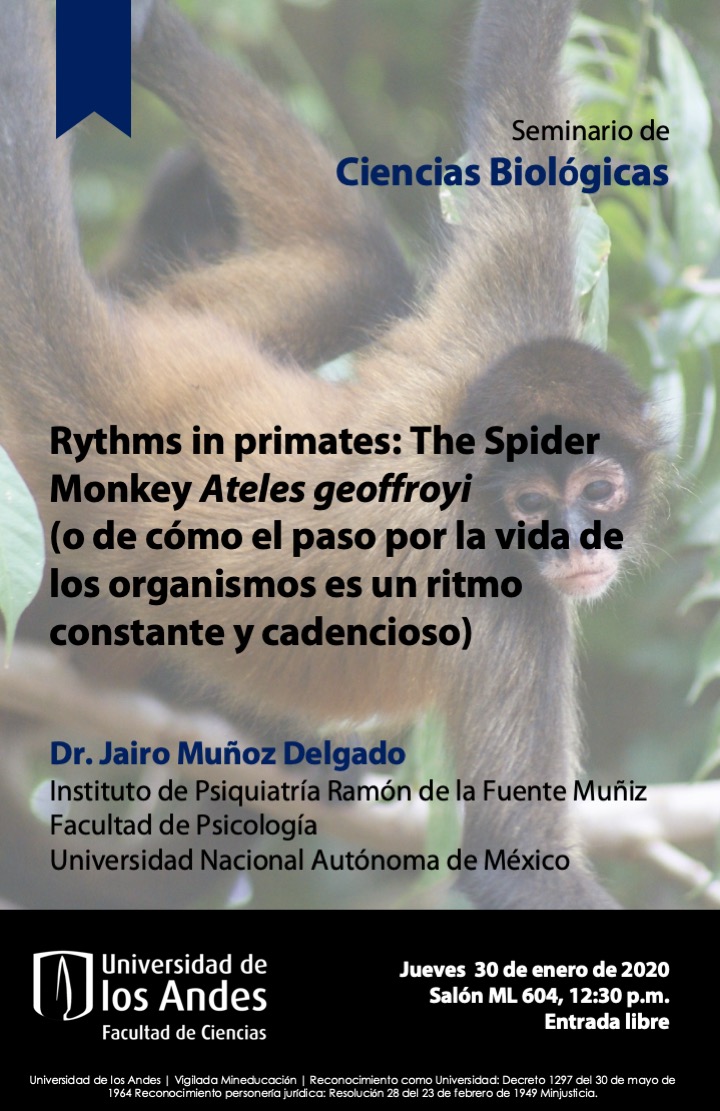 Seminario de
Ciencias Biológicas
Rythms in primates: The Spider
Monkey Ateles geoffroyi
(o de cómo el paso por la vida de
los organismos es un ritmo
constante y cadencioso)
Dr. Jairo Muñoz Delgado
Instituto de Psiquiatría Ramón de la Fuente Muñiz
Facultad de Psicología
Universidad Nacional Autónoma de México
Universidad de
los Andes
Facultad de Ciencias
Jueves 30 de enero de 2020
Salón ML 604, 12:30 p.m.
Entrada libre
Universidad de los Andes | Vigilada Mineducación | Reconocimiento como Universidad: Decreto 1297 del 30 de mayo de
1964 Reconocimiento personería jurídica: Resolución 28 del 23 de febrero de 1949 Minjusticia.